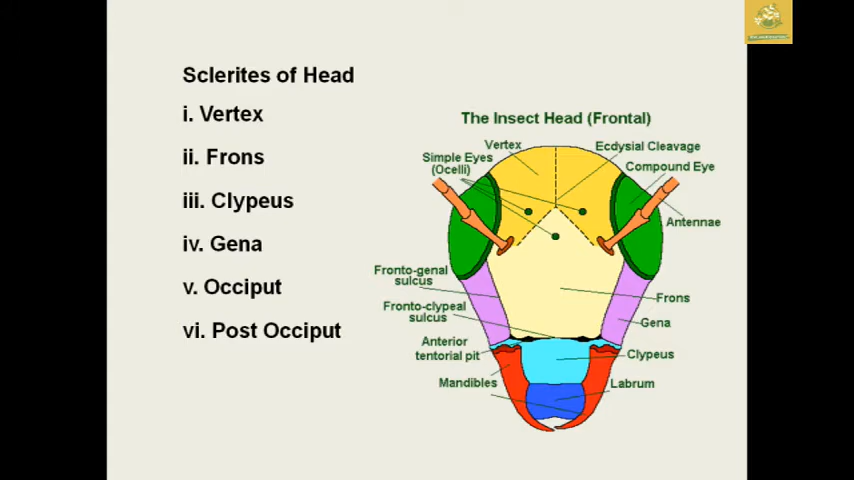 Sclerites of Head
i. Vertex
ii. Frons
iii. Clypeus
iv. Gena
v. Occiput
vi. Post Occiput
The Insect Head (Frontal)
Vertex
Ecdysial Cleavage
Simple Eyes
(Ocelli)
Compound Eye
Antennae
Fronto-genal
sulcus
Frons
Fronto-clypeal
sulcus
Gena
Anterior
tentorial pit
Clypeus
Mandibles
Labrum